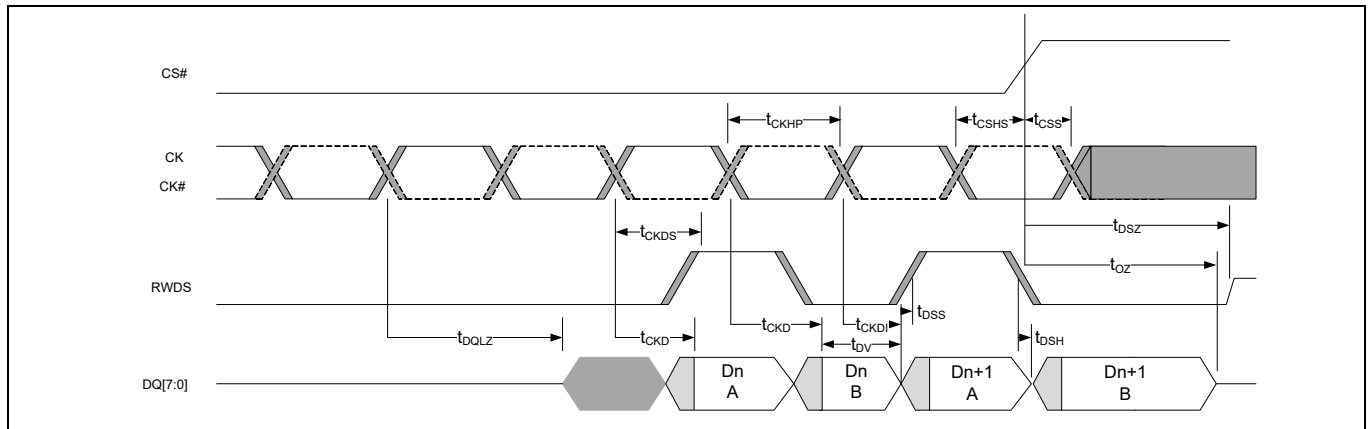 CS#
tCKHP
tCSHS
tCSS
CK
CK#
tDSZ
tCKDS
tOZ
RWDS
tDSS
tDQLZ
tCKD
tCKD
tCKDI
tDV
tDSH
DQ[7:0]
Dn
A
Dn
B
Dn+1
A
Dn+1
B